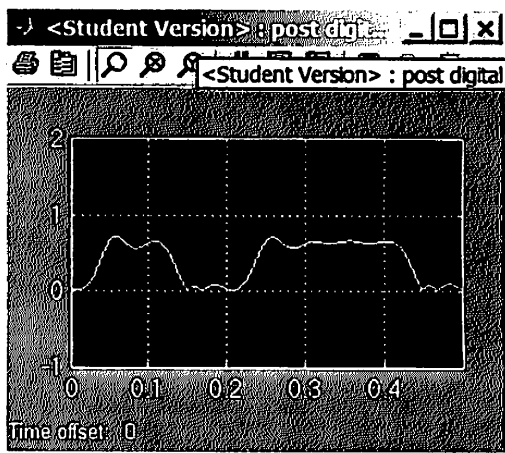 <Student Version> : post digit...
<Student Version> : post digital
2
1
0
-1
0 0.1 0.2 0.3 0.4
Time offset: 0